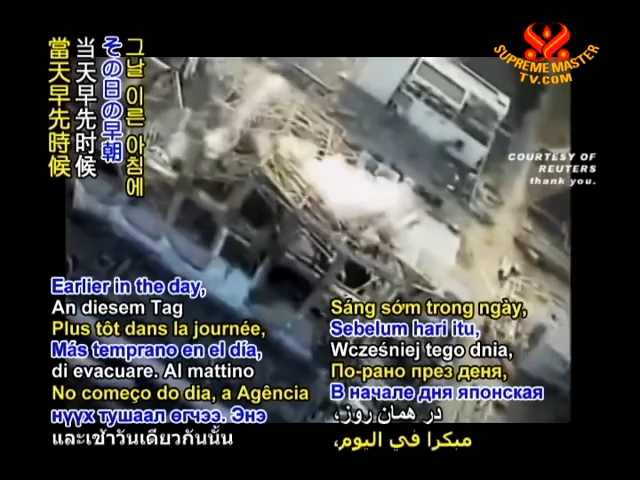 SUPREME MASTER
TV.COM
COURTESY OF
REUTERS
thank you.
그날 이른 아침에
その日の早朝
当天早先时候
當天早先時候
Earlier in the day,
An diesem Tag
Plus tôt dans la journée,
Más temprano en el día,
di evacuare. Al mattino
No começo do dia, a Agência
нүүх тушаал өгчээ. Энэ
และเช้าวันเดียวกันนั้น
Sáng sớm trong ngày,
Sebelum hari itu,
Wcześniej tego dnia,
По-рано през деня,
В начале дня японская
در همان روز،
مبكرا في اليوم،